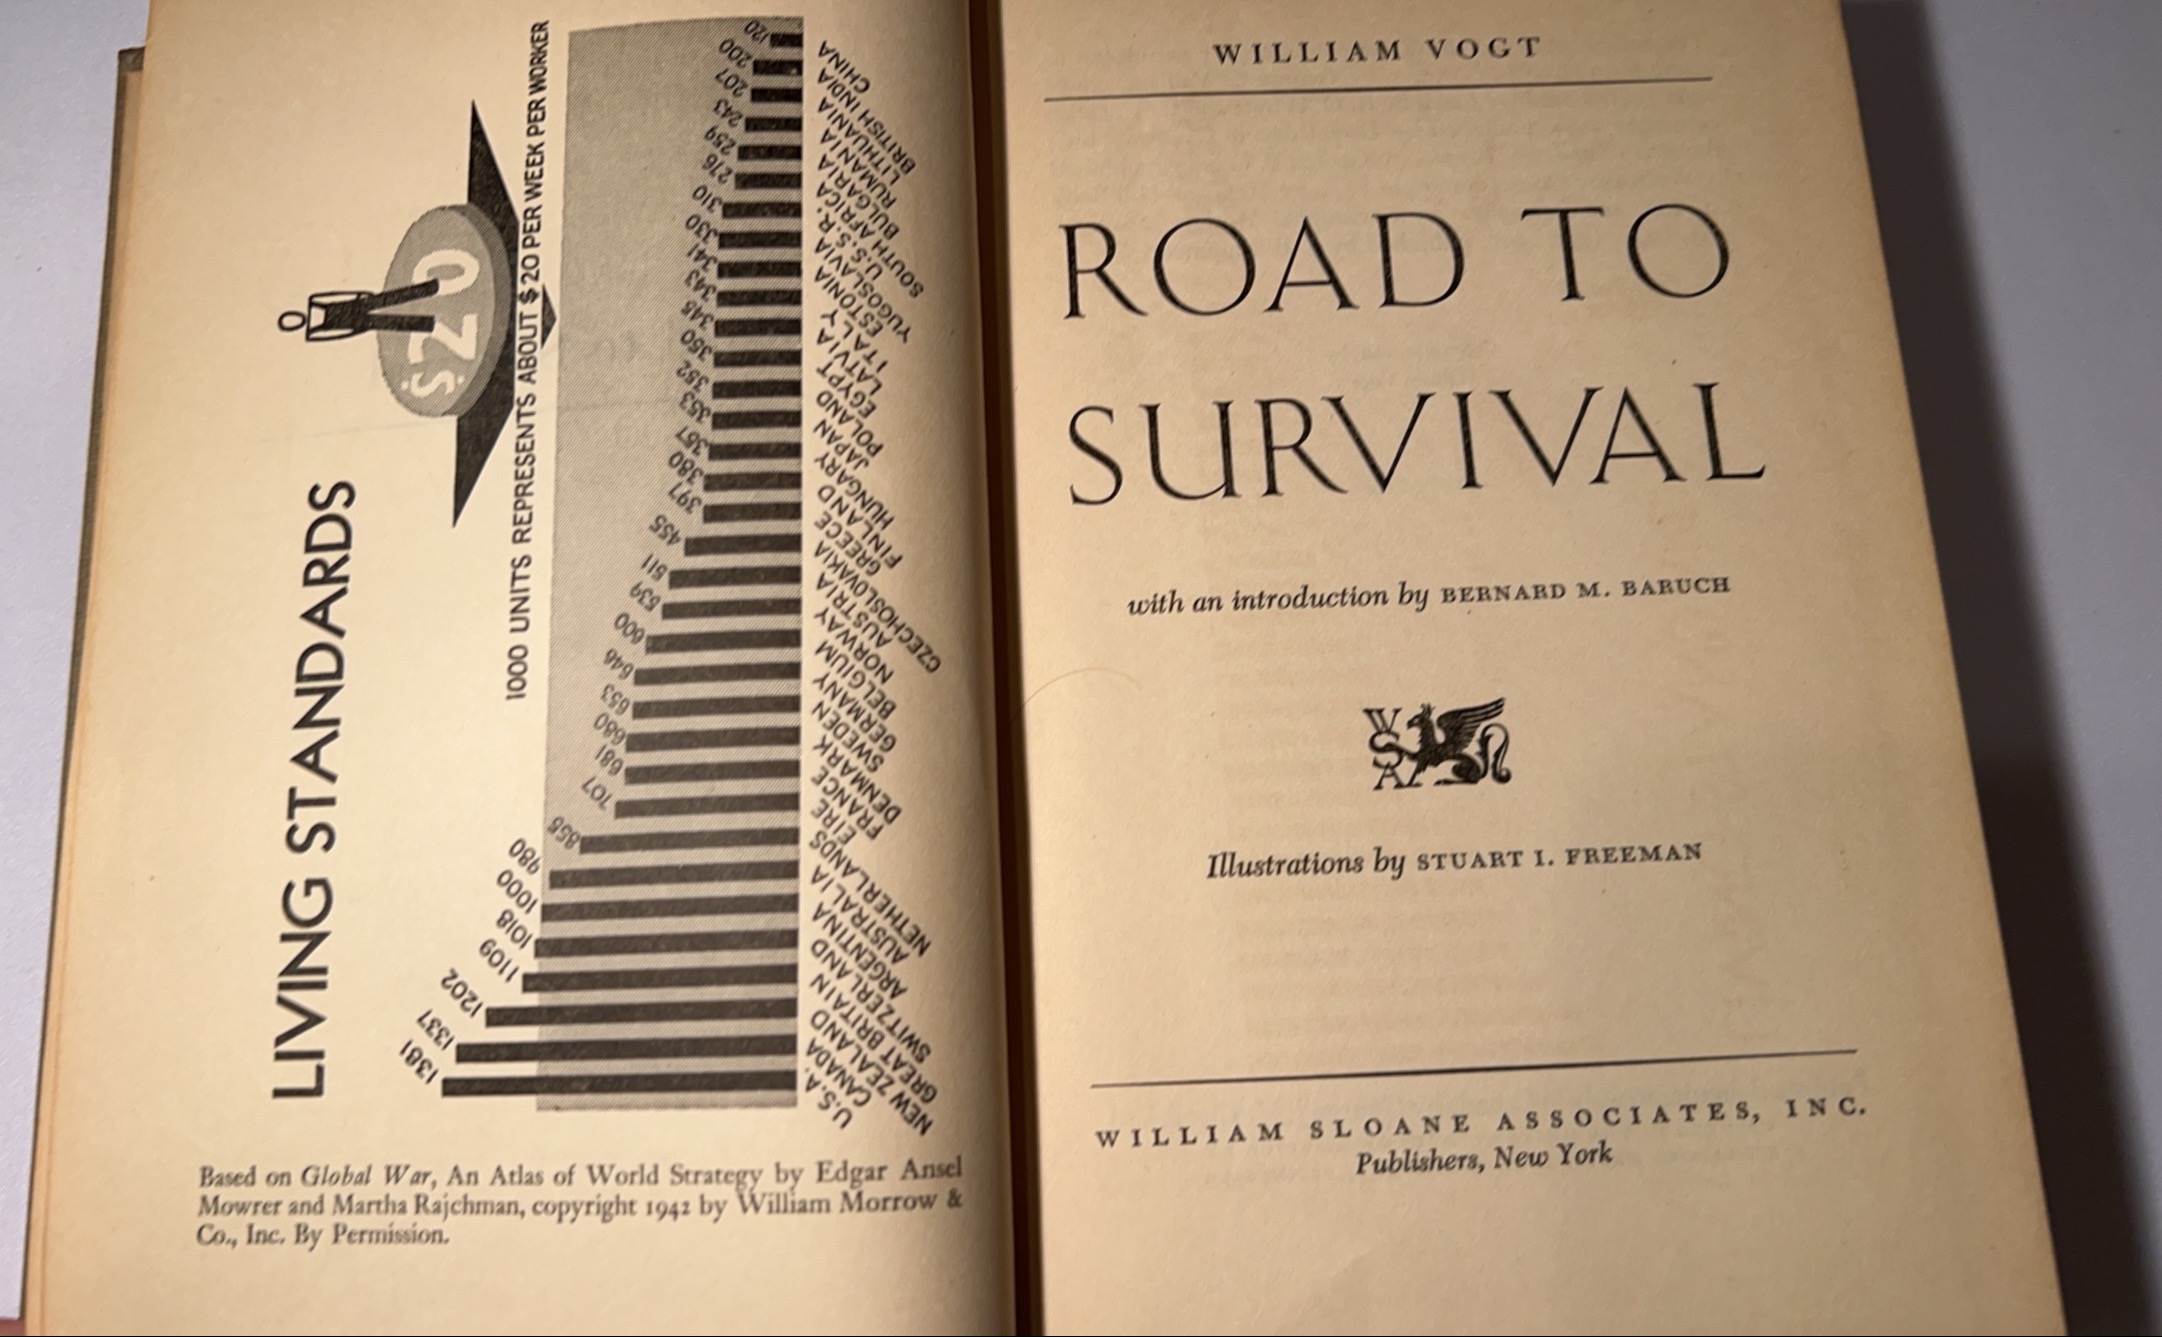 LIVING STANDARDS
$20
1000 UNITS REPRESENTS ABOUT $20 PER WEEK PER WORKER
1381
1337
1202
1109
1018
1000
980
855
707
681
680
653
646
600
539
511
455
397
380
353
352
350
345
343
341
330
310
276
259
243
207
200
120
U.S.A.
CANADA
NEW ZEALAND
GREAT BRITAIN
SWITZERLAND
ARGENTINA
AUSTRALIA
NETHERLANDS
EIRE
FRANCE
DENMARK
SWEDEN
GERMANY
BELGIUM
NORWAY
AUSTRIA
CZECHOSLOVAKIA
GREECE
FINLAND
HUNGARY
JAPAN
POLAND
EGYPT
LATVIA
ITALY
ESTONIA
YUGOSLAVIA
U.S.S.R.
SOUTH AFRICA
BULGARIA
RUMANIA
LITHUANIA
BRITISH INDIA
CHINA
Based on Global War, An Atlas of World Strategy by Edgar Ansel
Mowrer and Martha Rajchman, copyright 1942 by William Morrow &
Co., Inc. By Permission.
WILLIAM VOGT
ROAD TO
SURVIVAL
with an introduction by BERNARD M. BARUCH
WSA
Illustrations by STUART I. FREEMAN
WILLIAM SLOANE ASSOCIATES, INC.
Publishers, New York